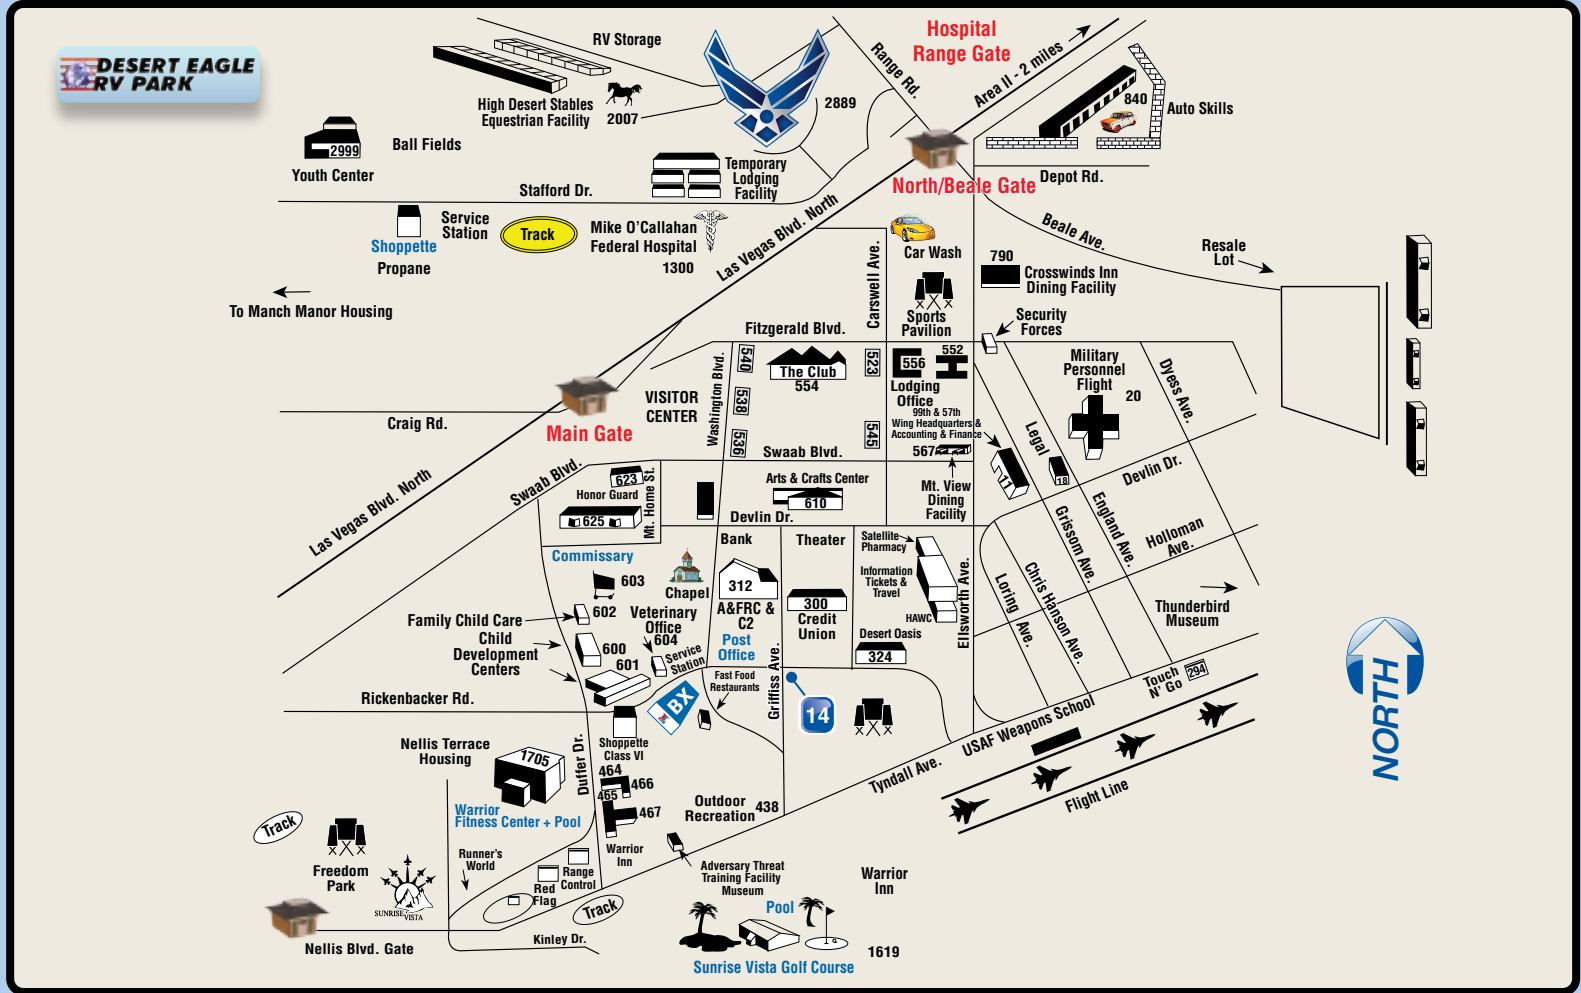 DESERT EAGLE
RV PARK
RV Storage
Hospital
Range Gate
Range Rd.
Area II - 2 miles
High Desert Stables
Equestrian Facility
2007
2889
840
Auto Skills
2999
Youth Center
Ball Fields
Temporary
Lodging
Facility
Stafford Dr.
North/Beale Gate
Depot Rd.
Shoppette
Propane
Service
Station
Track
Mike O'Callahan
Federal Hospital
1300
Las Vegas Blvd. North
Car Wash
Carswell Ave.
Beale Ave.
790
Crosswinds Inn
Dining Facility
Resale
Lot
To Manch Manor Housing
Sports
Pavilion
Security
Forces
Fitzgerald Blvd.
540
538
536
The Club
554
523
545
556
552
Lodging
Office
99th & 57th
Wing Headquarters &
Accounting & Finance
567
Military
Personnel
Flight
20
Dyess Ave.
VISITOR
CENTER
Washington Blvd.
Craig Rd.
Main Gate
Swaab Blvd.
Legal
18
11
Devlin Dr.
Swaab Blvd.
623
Honor Guard
625
Mt. Home St.
Arts & Crafts Center
610
Mt. View
Dining
Facility
Las Vegas Blvd. North
Devlin Dr.
Grissom Ave.
England Ave.
Holloman
Ave.
Commissary
603
Chapel
Bank
312
A&FRC &
C2
Post
Office
Theater
300
Credit
Union
Satellite
Pharmacy
Information
Tickets &
Travel
HAWC
Desert Oasis
324
Ellsworth Ave.
Loring Ave.
Chris Hanson Ave.
Thunderbird
Museum
NORTH
Family Child Care
602
Child
Development
Centers
600
601
Veterinary
Office
604
Service
Station
Rickenbacker Rd.
BX
Fast Food
Restaurants
Griffiss Ave.
14
Touch
N' Go
294
USAF Weapons School
Tyndall Ave.
Flight Line
Nellis Terrace
Housing
1705
Duffer Dr.
Shoppette
Class VI
464
466
465
467
Warrior
Fitness Center + Pool
Warrior
Inn
Outdoor
Recreation
438
Track
Freedom
Park
SUNRISE VISTA
Runner's
World
Red
Flag
Range
Control
Track
Adversary Threat
Training Facility
Museum
Warrior
Inn
Pool
1619
Nellis Blvd. Gate
Kinley Dr.
Sunrise Vista Golf Course